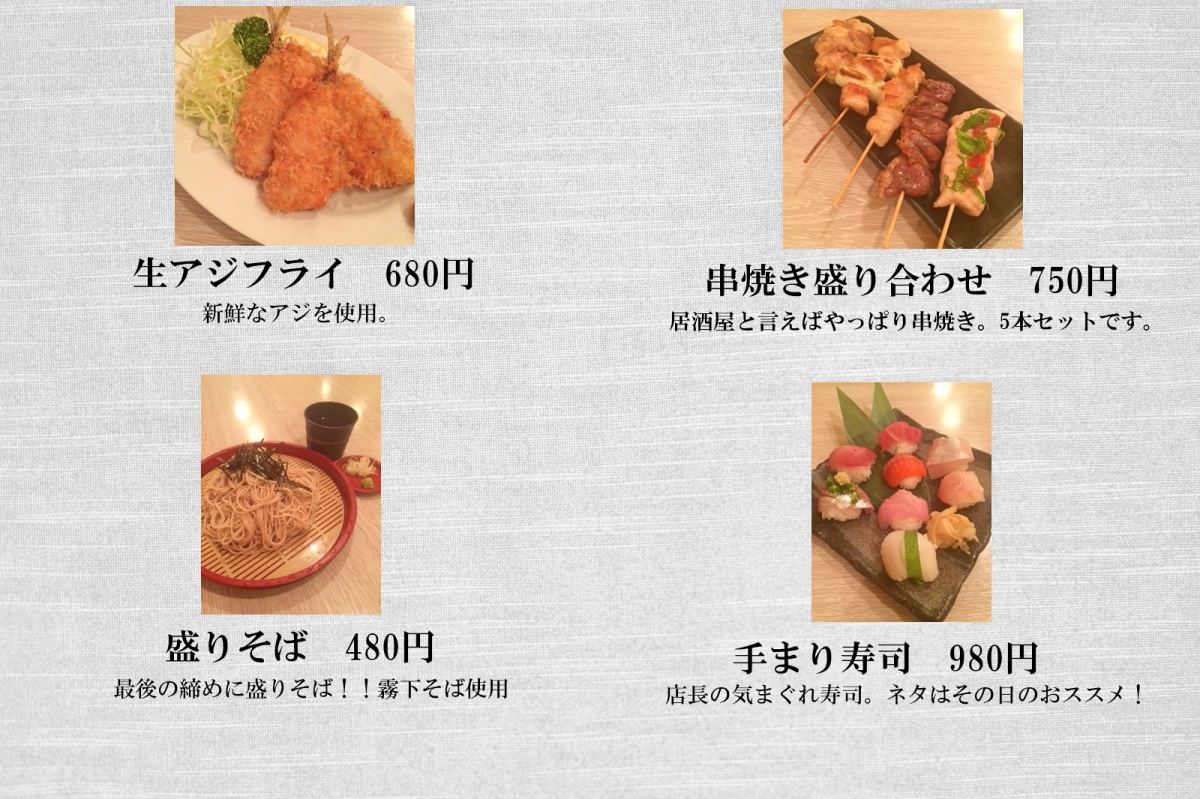 生アジフライ　680円
新鮮なアジを使用。
串焼き盛り合わせ　750円
居酒屋と言えばやっぱり串焼き。5本セットです。
盛りそば　480円
最後の締めに盛りそば！！霧下そば使用
手まり寿司　980円
店長の気まぐれ寿司。ネタはその日のおススメ！